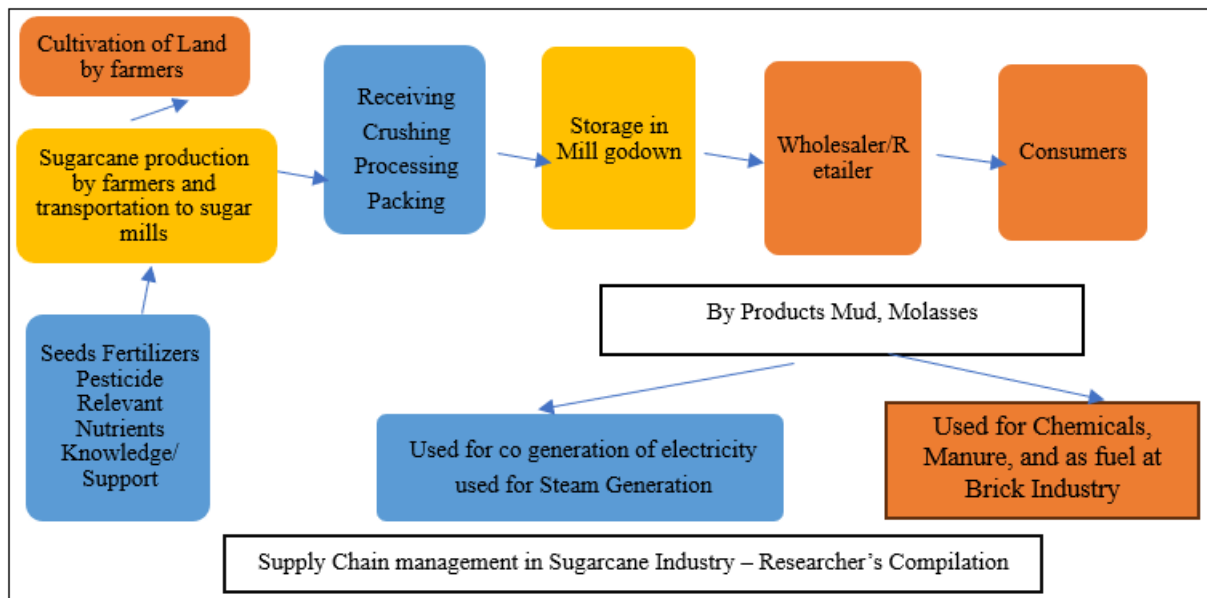 Cultivation of Land
by farmers
Sugarcane production
by farmers and
transportation to sugar
mills
Seeds Fertilizers
Pesticide
Relevant
Nutrients
Knowledge/
Support
Receiving
Crushing
Processing
Packing
Storage in
Mill godown
Wholesaler/R
etailer
Consumers
By Products Mud, Molasses
Used for co generation of electricity
used for Steam Generation
Used for Chemicals,
Manure, and as fuel at
Brick Industry
Supply Chain management in Sugarcane Industry – Researcher’s Compilation